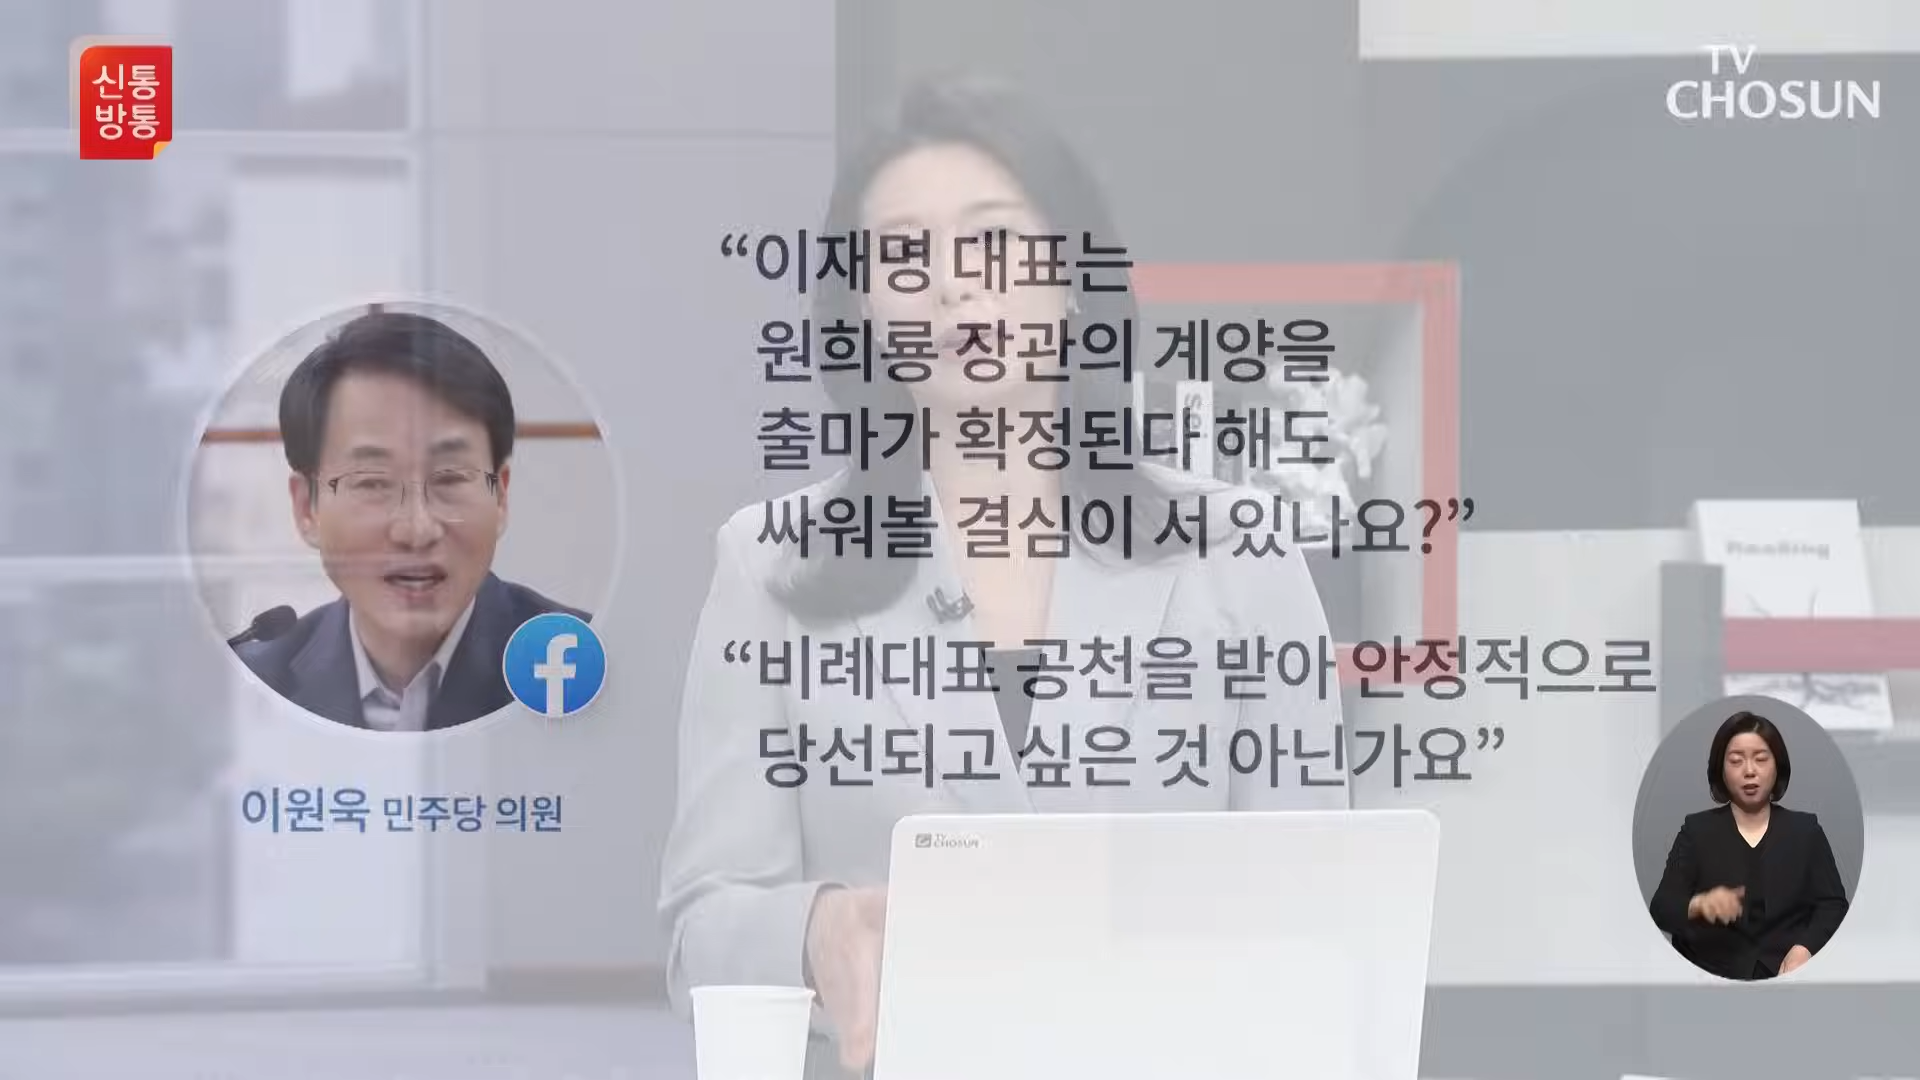 신통
방통
TV
CHOSUN
“이재명 대표는
원희룡 장관의 계양을
출마가 확정된다 해도
싸워볼 결심이 서 있나요?”
“비례대표 공천을 받아 안정적으로
당선되고 싶은 것 아닌가요”
이원욱 민주당 의원
Reading
TV
CHOSUN